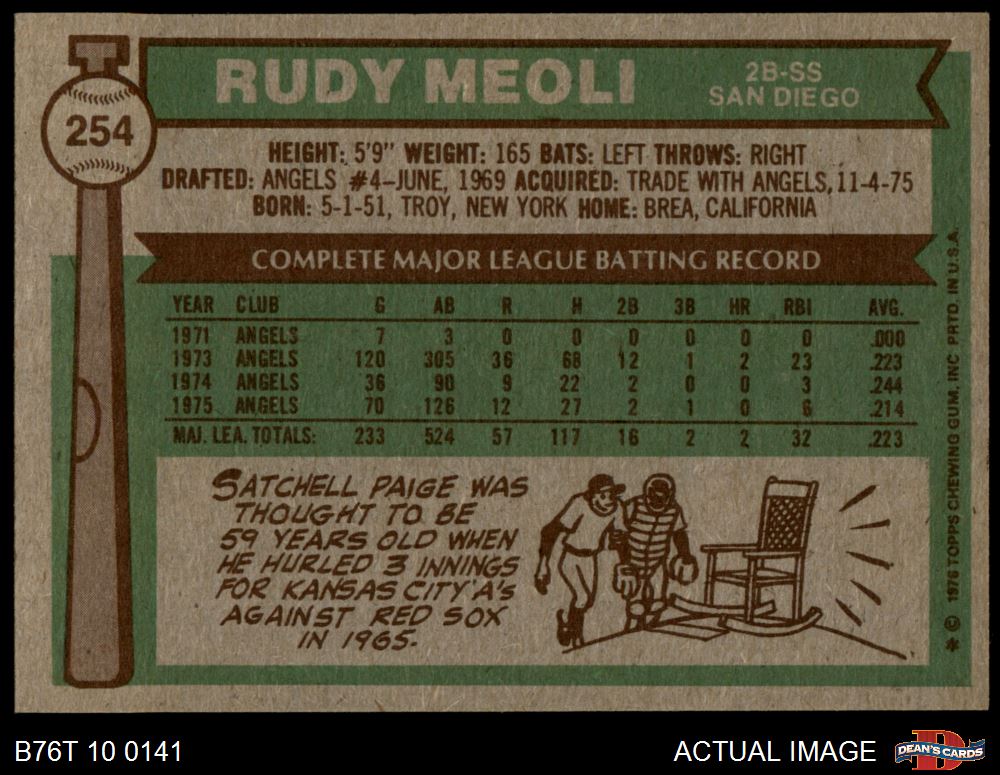 RUDY MEOLI
2B-SS
SAN DIEGO
254
HEIGHT: 5'9" WEIGHT: 165 BATS: LEFT THROWS: RIGHT
DRAFTED: ANGELS #4-JUNE, 1969 ACQUIRED: TRADE WITH ANGELS, 11-4-75
BORN: 5-1-51, TROY, NEW YORK HOME: BREA, CALIFORNIA
COMPLETE MAJOR LEAGUE BATTING RECORD
YEAR CLUB G AB R H 2B 3B HR RBI AVG.
1971 ANGELS 7 3 0 0 0 0 0 0 .000
1973 ANGELS 120 305 36 68 12 1 2 23 .223
1974 ANGELS 36 90 9 22 2 0 0 3 .244
1975 ANGELS 70 126 12 27 2 1 0 6 .214
MAJ. LEA. TOTALS: 233 524 57 117 16 2 2 32 .223
SATCHELL PAIGE WAS
THOUGHT TO BE
59 YEARS OLD WHEN
HE HURLED 3 INNINGS
FOR KANSAS CITY A'S
AGAINST RED SOX
IN 1965.
* © 1976 TOPPS CHEWING GUM, INC PRTD. IN U.S.A.
B76T 10 0141
ACTUAL IMAGE
D
DEAN'S CARDS